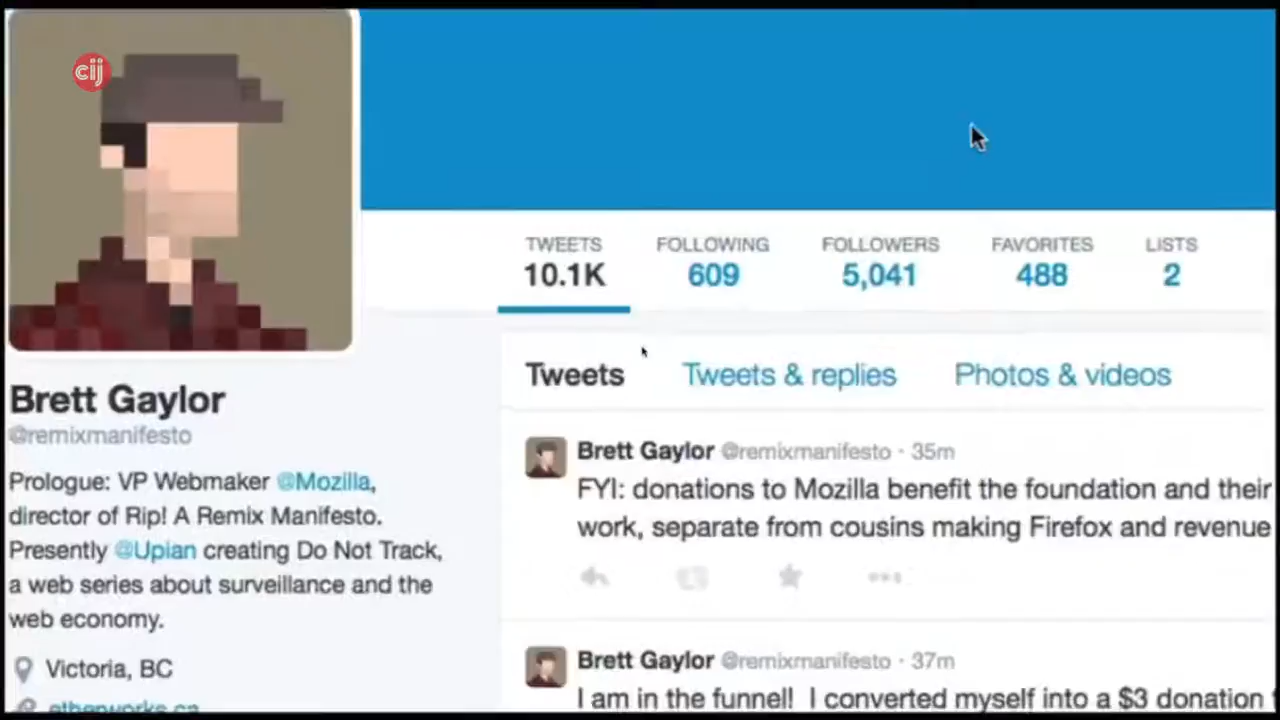 cij
TWEETS FOLLOWING FOLLOWERS FAVORITES LISTS
10.1K 609 5,041 488 2
Tweets Tweets & replies Photos & videos
Brett Gaylor
@remixmanifesto
Prologue: VP Webmaker @Mozilla,
director of Rip! A Remix Manifesto.
Presently @Upian creating Do Not Track,
a web series about surveillance and the
web economy.
Victoria, BC
etherworks.ca
Brett Gaylor @remixmanifesto · 35m
FYI: donations to Mozilla benefit the foundation and their
work, separate from cousins making Firefox and revenue
Brett Gaylor @remixmanifesto · 37m
I am in the funnel! I converted myself into a $3 donation